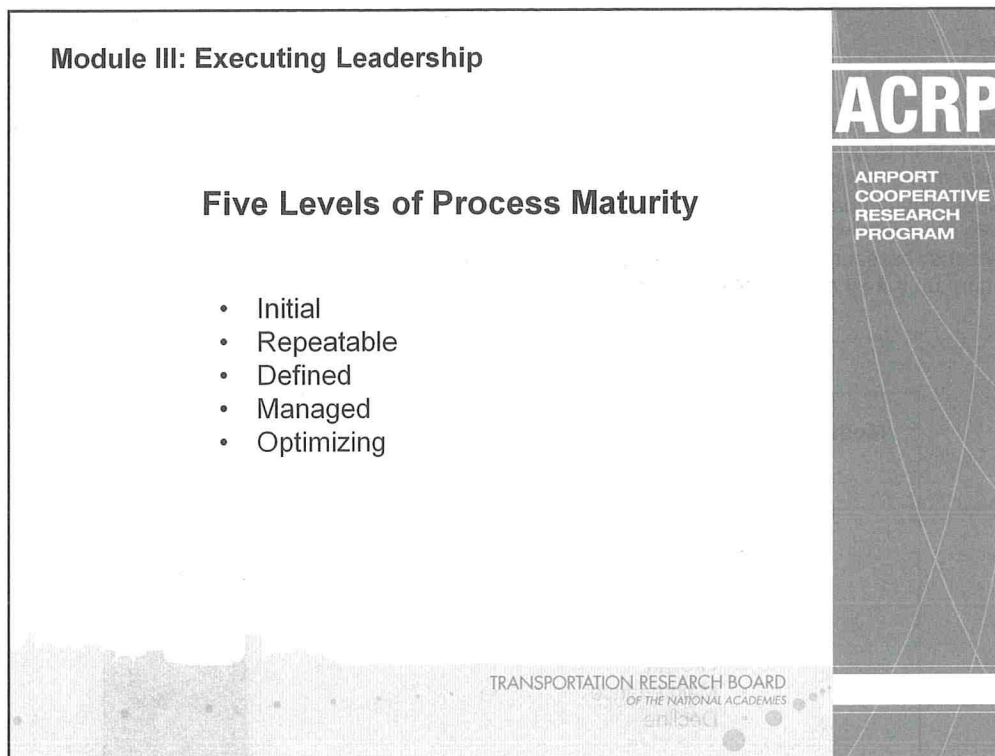 Module III: Executing Leadership
ACRP
AIRPORT
COOPERATIVE
RESEARCH
PROGRAM
Five Levels of Process Maturity
• Initial
• Repeatable
• Defined
• Managed
• Optimizing
TRANSPORTATION RESEARCH BOARD
OF THE NATIONAL ACADEMIES